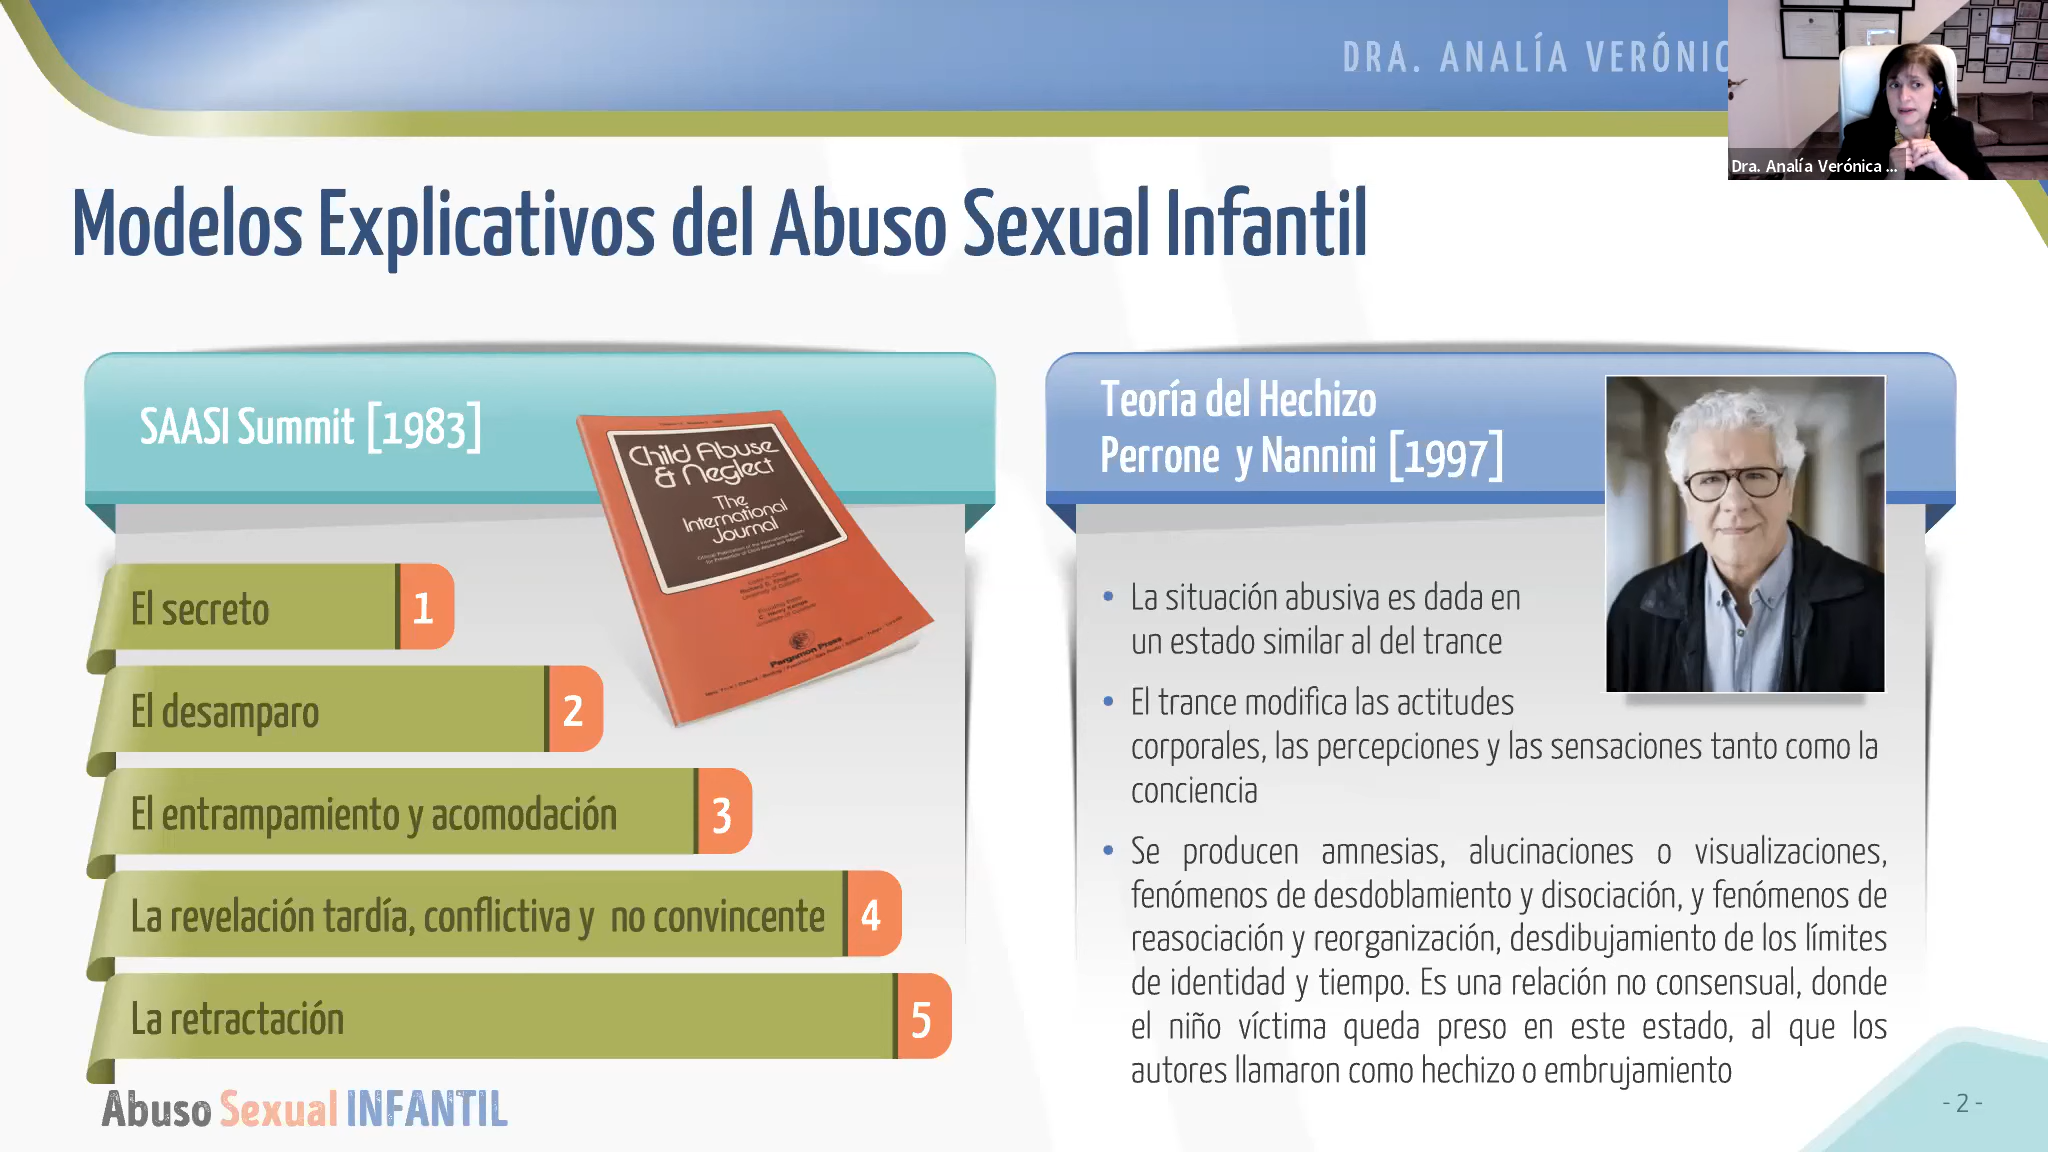 DRA. ANALÍA VERÓNIC
Dra. Analía Verónica ...
Modelos Explicativos del Abuso Sexual Infantil
SAASI Summit [1983]
Child Abuse
& Neglect
The
International
Journal
Pergamon Press
El secreto 1
El desamparo 2
El entrampamiento y acomodación 3
La revelación tardía, conflictiva y no convincente 4
La retractación 5
Teoría del Hechizo
Perrone y Nannini [1997]
• La situación abusiva es dada en
un estado similar al del trance
• El trance modifica las actitudes
corporales, las percepciones y las sensaciones tanto como la
conciencia
• Se producen amnesias, alucinaciones o visualizaciones,
fenómenos de desdoblamiento y disociación, y fenómenos de
reasociación y reorganización, desdibujamiento de los límites
de identidad y tiempo. Es una relación no consensual, donde
el niño víctima queda preso en este estado, al que los
autores llamaron como hechizo o embrujamiento
Abuso Sexual INFANTIL
- 2 -